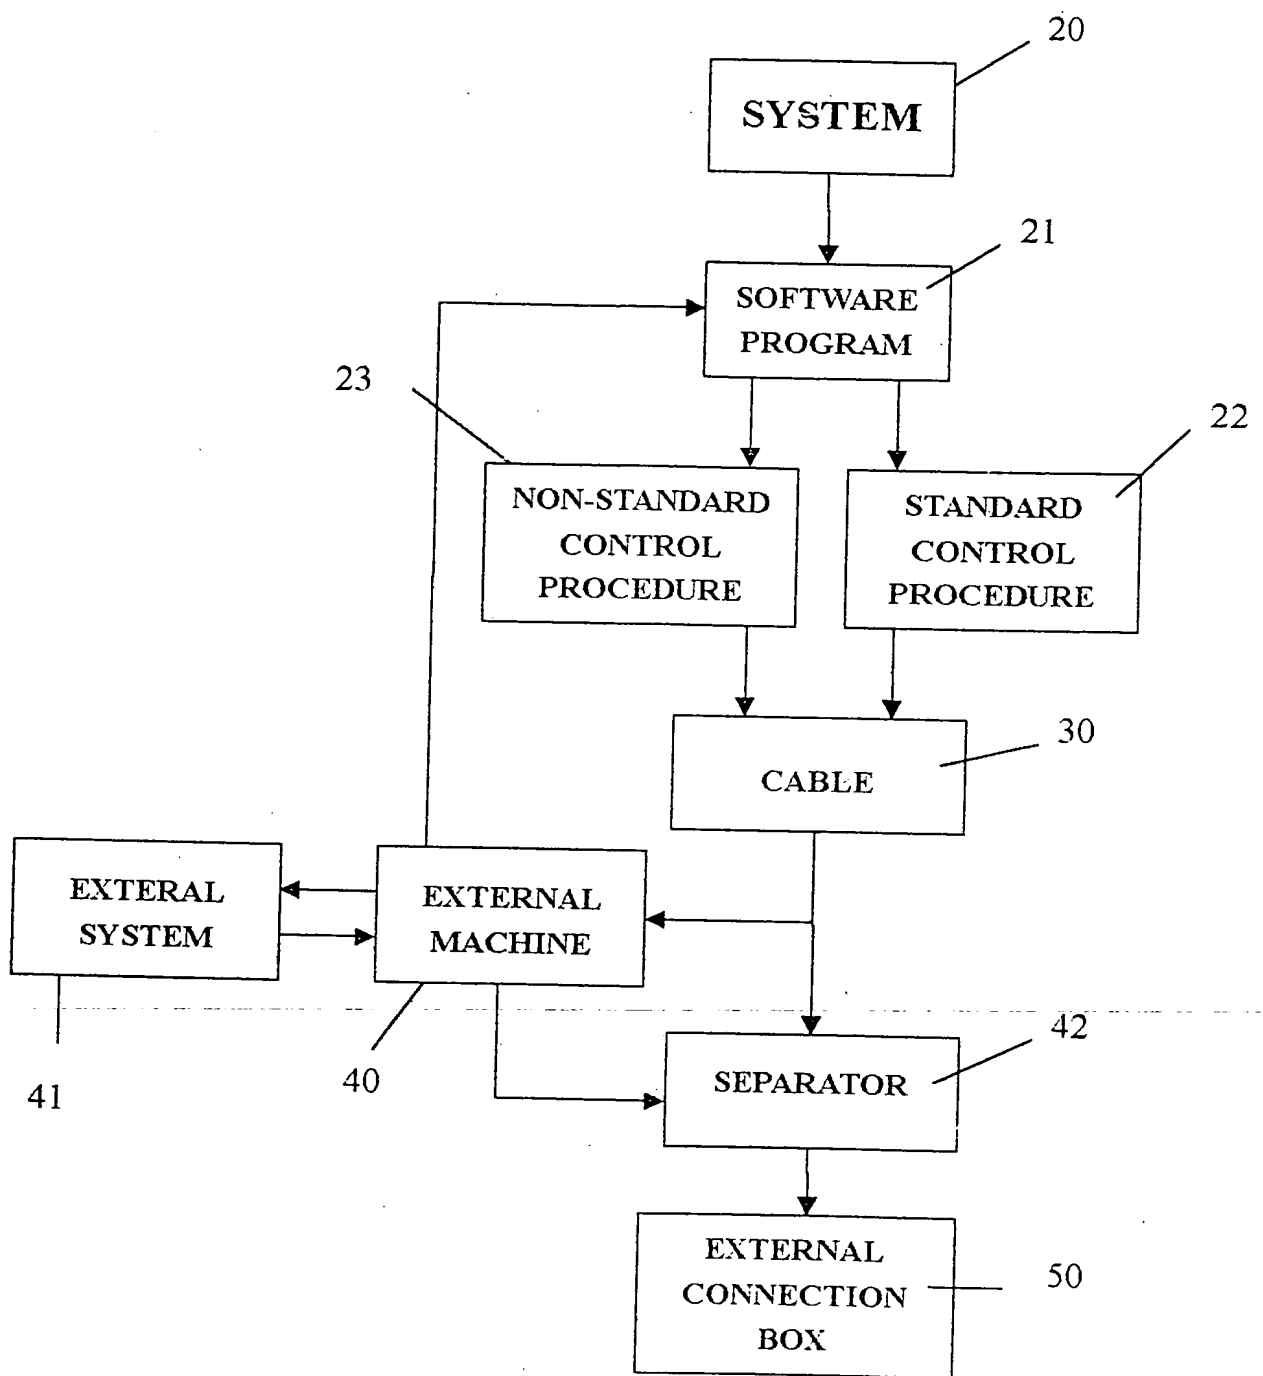 20
SYSTEM
21
SOFTWARE
PROGRAM
23
22
NON-STANDARD
CONTROL
PROCEDURE
STANDARD
CONTROL
PROCEDURE
30
CABLE
EXTERAL
SYSTEM
EXTERNAL
MACHINE
41
40
42
SEPARATOR
EXTERNAL
CONNECTION
BOX
50